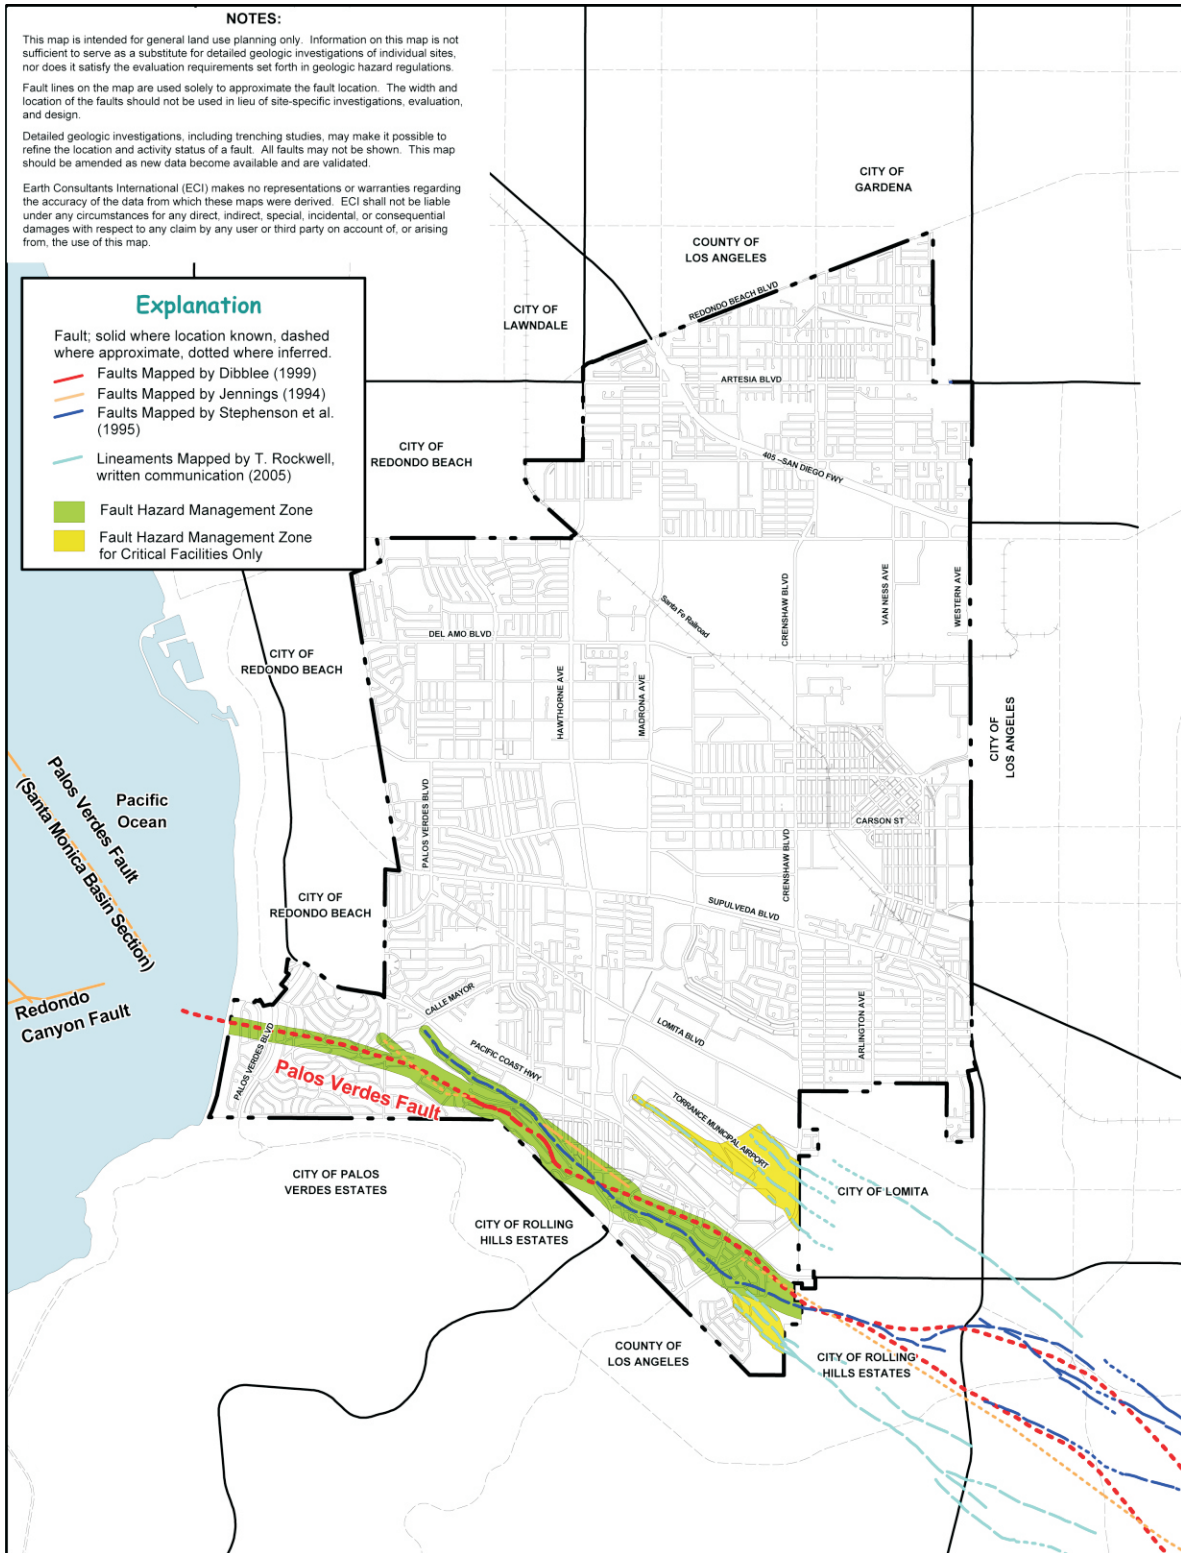 NOTES:
This map is intended for general land use planning only. Information on this map is not
sufficient to serve as a substitute for detailed geologic investigations of individual sites,
nor does it satisfy the evaluation requirements set forth in geologic hazard regulations.
Fault lines on the map are used solely to approximate the fault location. The width and
location of the faults should not be used in lieu of site-specific investigations, evaluation,
and design.
Detailed geologic investigations, including trenching studies, may make it possible to
refine the location and activity status of a fault. All faults may not be shown. This map
should be amended as new data become available and are validated.
Earth Consultants International (ECI) makes no representations or warranties regarding
the accuracy of the data from which these maps were derived. ECI shall not be liable
under any circumstances for any direct, indirect, special, incidental, or consequential
damages with respect to any claim by any user or third party on account of, or arising
from, the use of this map.
Explanation
Fault; solid where location known, dashed
where approximate, dotted where inferred.
Faults Mapped by Dibblee (1999)
Faults Mapped by Jennings (1994)
Faults Mapped by Stephenson et al.
(1995)
Lineaments Mapped by T. Rockwell,
written communication (2005)
Fault Hazard Management Zone
Fault Hazard Management Zone
for Critical Facilities Only
CITY OF
GARDENA
COUNTY OF
LOS ANGELES
CITY OF
LAWNDALE
REDONDO BEACH BLVD
ARTESIA BLVD
CITY OF
REDONDO BEACH
405 --SAN DIEGO FWY
CRENSHAW BLVD
VAN NESS AVE
WESTERN AVE
Santa Fe Railroad
DEL AMO BLVD
CITY OF
REDONDO BEACH
HAWTHORNE AVE
MADRONA AVE
CITY OF
LOS ANGELES
Palos Verdes Fault
(Santa Monica Basin Section)
Pacific
Ocean
PALOS VERDES BLVD
CARSON ST
CRENSHAW BLVD
CITY OF
REDONDO BEACH
SUPULVEDA BLVD
Redondo
Canyon Fault
CALLE MAYOR
LOMITA BLVD
ARLINGTON AVE
PALOS VERDES BLVD
PACIFIC COAST HWY
Palos Verdes Fault
TORRANCE MUNICIPAL AIRPORT
CITY OF PALOS
VERDES ESTATES
CITY OF LOMITA
CITY OF ROLLING
HILLS ESTATES
COUNTY OF
LOS ANGELES
CITY OF ROLLING
HILLS ESTATES